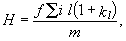 H = f∑i l(1 + kₗ) / m,